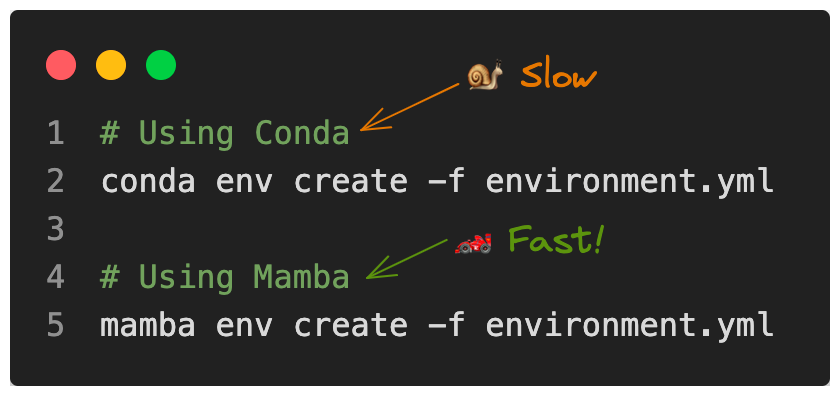 🐌 Slow
1 # Using Conda
2 conda env create -f environment.yml
3
🏎️ Fast!
4 # Using Mamba
5 mamba env create -f environment.yml